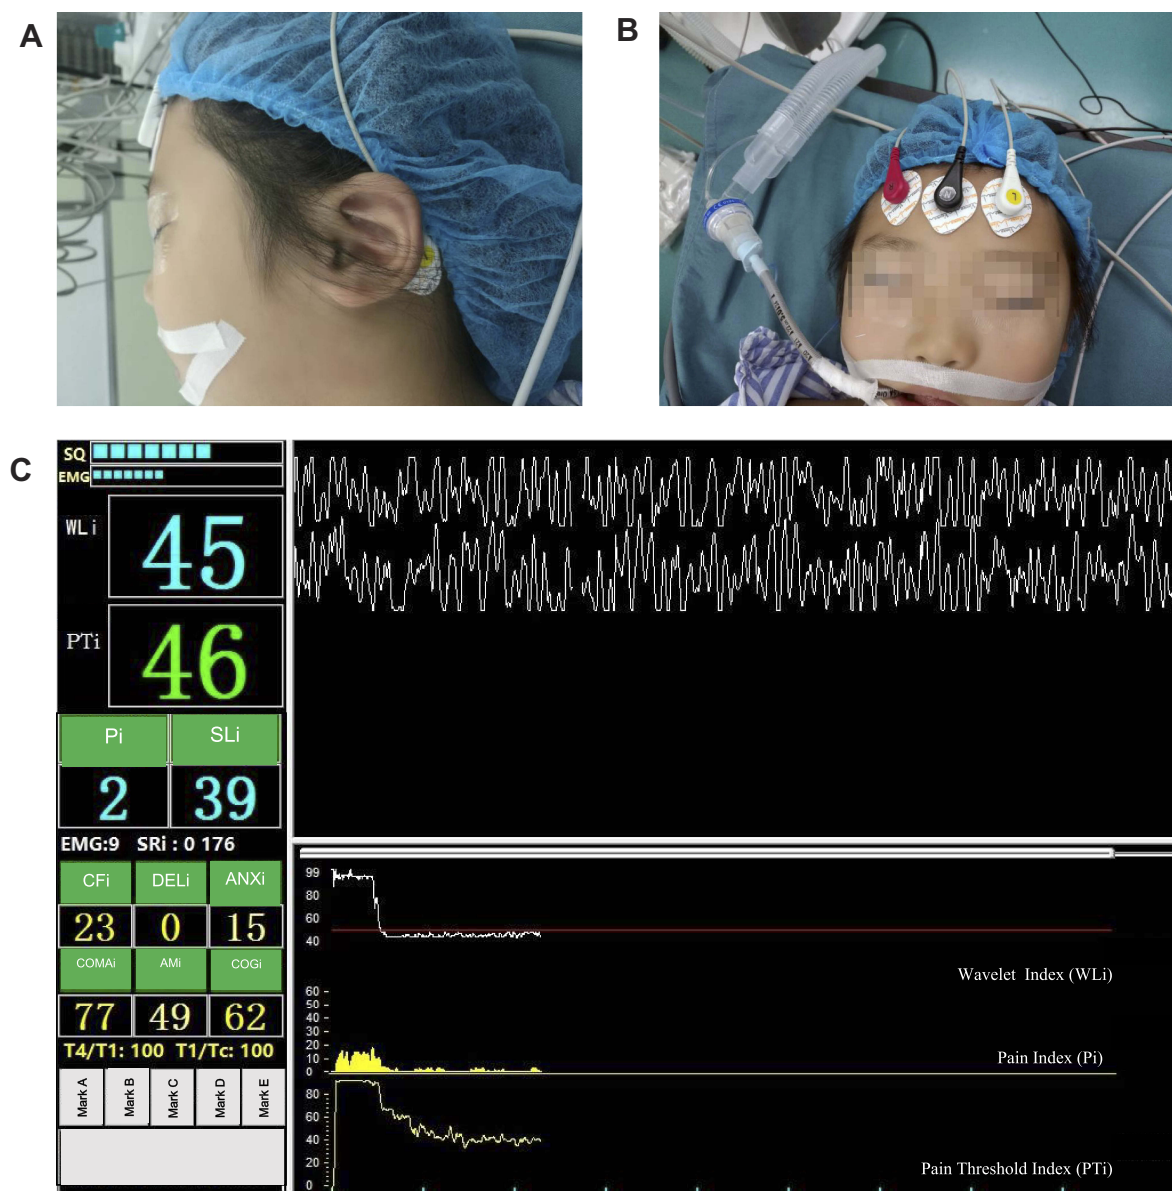 A
B
C
SQ
EMG
WLi
45
PTi
46
Pi SLi
2 39
EMG:9 SRi : 0 176
CFi DELi ANXi
23 0 15
COMAi AMi COGi
77 49 62
T4/T1: 100 T1/Tc: 100
Mark A Mark B Mark C Mark D Mark E
99
80
60
40
Wavelet Index (WLi)
60
50
40
30
20
10
0
Pain Index (Pi)
80
60
40
20
0
Pain Threshold Index (PTi)
L
N
L